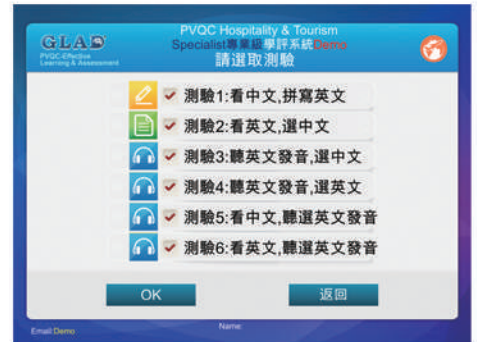 GLAD
PVQC-Effective
Learning & Assessment
PVQC Hospitality & Tourism
Specialist專業級學評系統Demo
請選取測驗
測驗1:看中文,拼寫英文
測驗2:看英文,選中文
測驗3:聽英文發音,選中文
測驗4:聽英文發音,選英文
測驗5:看中文,聽選英文發音
測驗6:看英文,聽選英文發音
OK
返回
Email:Demo
Name: